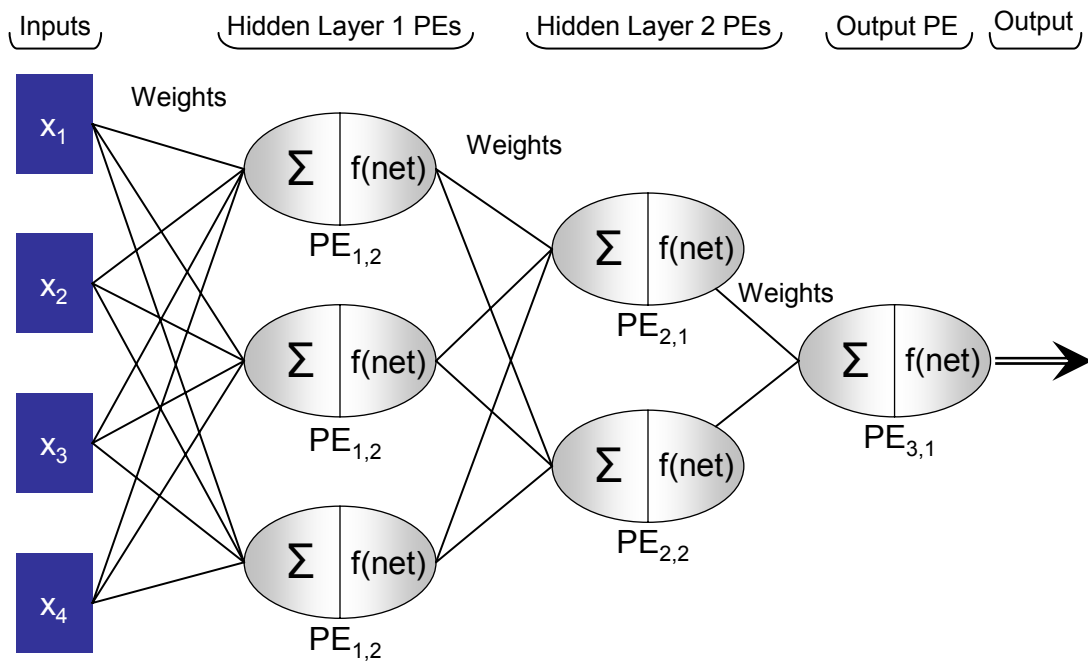 Inputs
Hidden Layer 1 PEs
Hidden Layer 2 PEs
Output PE
Output
Weights
Weights
Weights
x1
x2
x3
x4
Σ f(net)
PE1,2
Σ f(net)
PE1,2
Σ f(net)
PE1,2
Σ f(net)
PE2,1
Σ f(net)
PE2,2
Σ f(net)
PE3,1